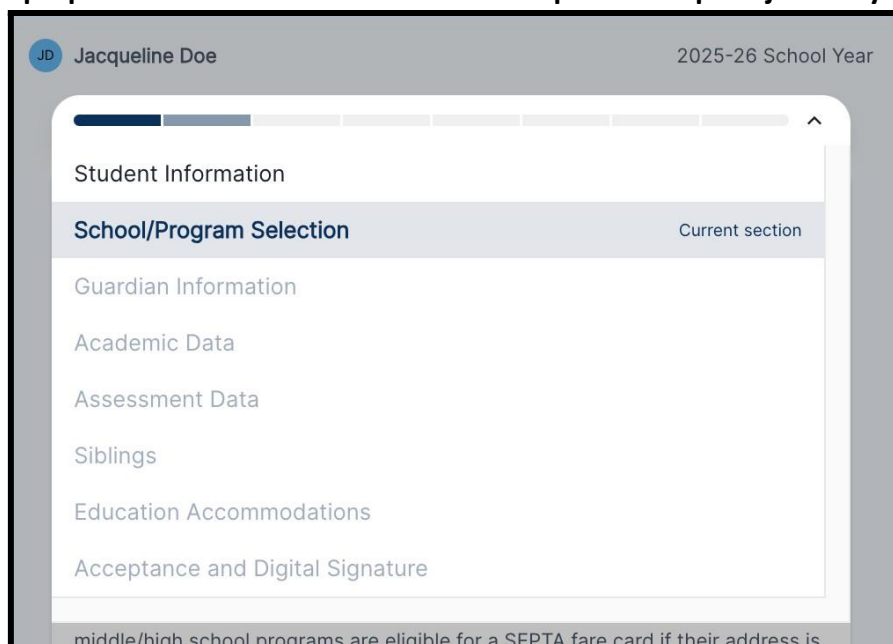 JD Jacqueline Doe 2025-26 School Year
Student Information
School/Program Selection Current section
Guardian Information
Academic Data
Assessment Data
Siblings
Education Accommodations
Acceptance and Digital Signature
middle/high school programs are eligible for a SEPTA fare card if their address is